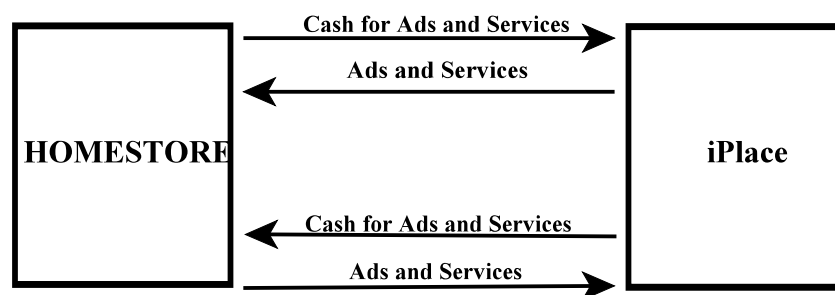 Cash for Ads and Services
Ads and Services
HOMESTORE
iPlace
Cash for Ads and Services
Ads and Services